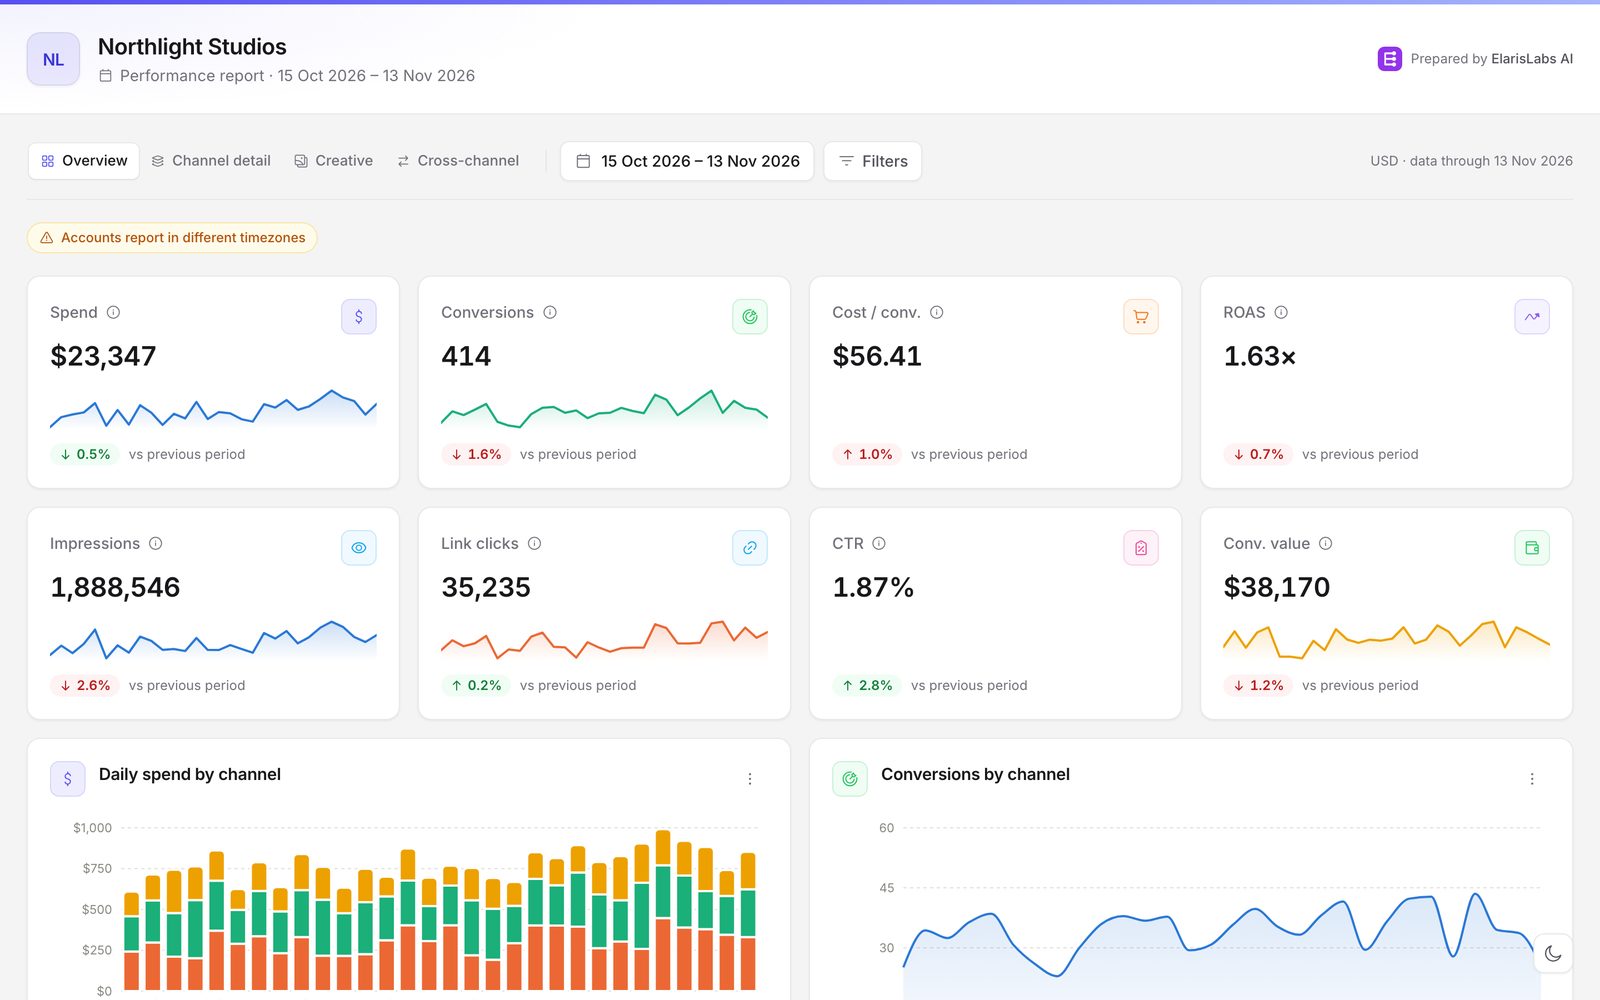 NL
Northlight Studios
Performance report · 15 Oct 2026 – 13 Nov 2026
Prepared by ElarisLabs AI
Overview
Channel detail
Creative
Cross-channel
15 Oct 2026 – 13 Nov 2026
Filters
USD · data through 13 Nov 2026
Accounts report in different timezones
Spend
$23,347
↓ 0.5% vs previous period
Conversions
414
↓ 1.6% vs previous period
Cost / conv.
$56.41
↑ 1.0% vs previous period
ROAS
1.63×
↓ 0.7% vs previous period
Impressions
1,888,546
↓ 2.6% vs previous period
Link clicks
35,235
↑ 0.2% vs previous period
CTR
1.87%
↑ 2.8% vs previous period
Conv. value
$38,170
↓ 1.2% vs previous period
Daily spend by channel
$1,000
$750
$500
$250
$0
Conversions by channel
60
45
30